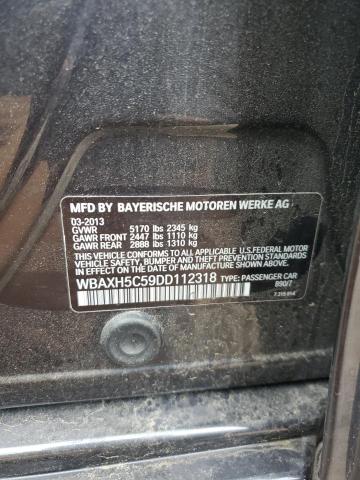 MFD BY BAYERISCHE MOTOREN WERKE AG
03-2013
GVWR 5170 lbs 2345 kg
GAWR FRONT 2447 lbs 1110 kg
GAWR REAR 2888 lbs 1310 kg
THIS VEHICLE CONFORMS TO ALL APPLICABLE U.S.FEDERAL MOTOR
VEHICLE SAFETY, BUMPER AND THEFT PREVENTION STANDARDS
IN EFFECT ON THE DATE OF MANUFACTURE SHOWN ABOVE.
WBAXH5C59DD112318 TYPE: PASSENGER CAR
890/7